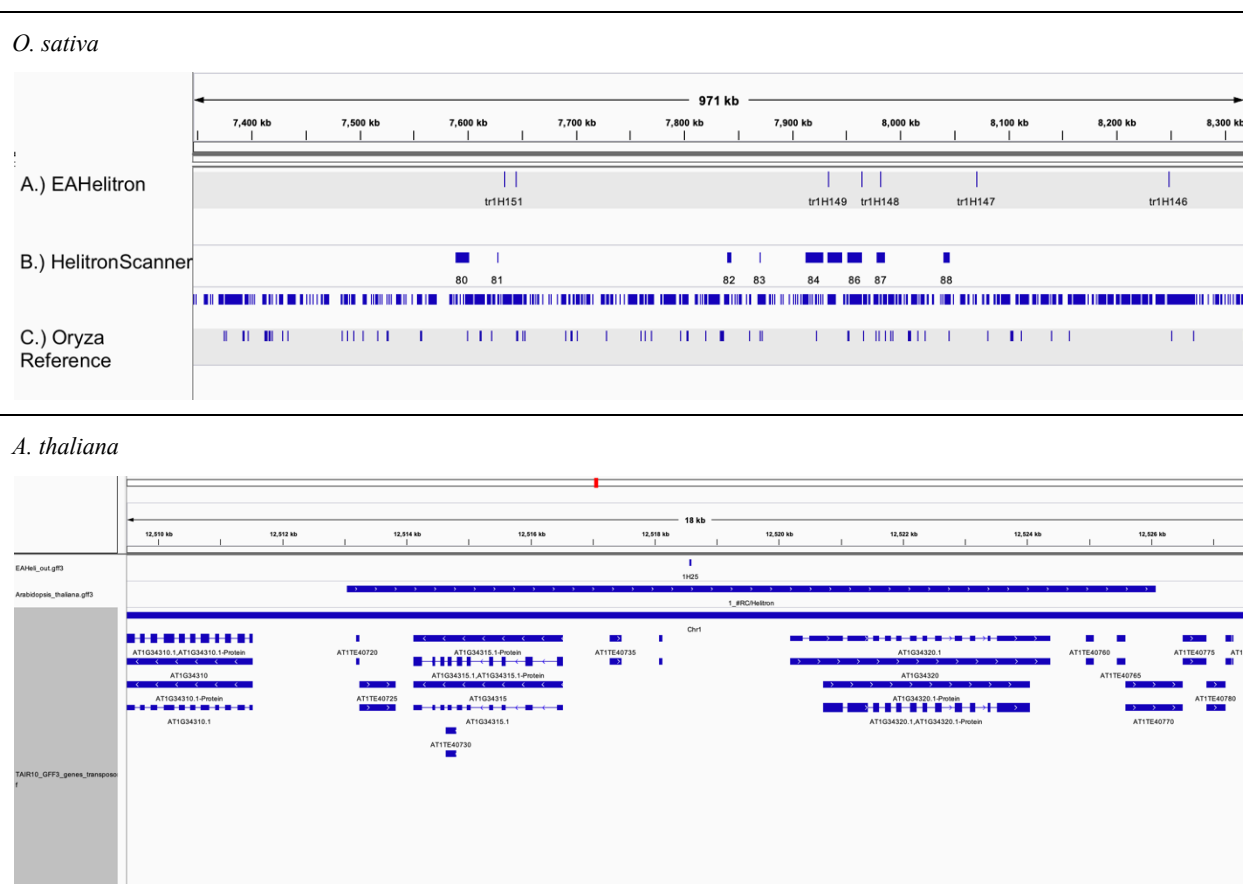 O. sativa
971 kb
7,400 kb 7,500 kb 7,600 kb 7,700 kb 7,800 kb 7,900 kb 8,000 kb 8,100 kb 8,200 kb 8,300 kb
A.) EAHelitron
tr1H151 tr1H149 tr1H148 tr1H147 tr1H146
B.) HelitronScanner
80 81 82 83 84 86 87 88
C.) Oryza
Reference
A. thaliana
18 kb
12,510 kb 12,512 kb 12,514 kb 12,516 kb 12,518 kb 12,520 kb 12,522 kb 12,524 kb 12,526 kb
EAHeli_out.gff3
1H25
Arabidopsis_thaliana.gff3
1_#RC/Helitron
Chr1
AT1G34310.1,AT1G34310.1-Protein AT1TE40720 AT1G34315.1-Protein AT1TE40735 AT1G34320.1 AT1TE40760 AT1TE40775 AT1
AT1G34310 AT1G34315.1,AT1G34315.1-Protein AT1G34320 AT1TE40765
AT1G34310.1-Protein AT1TE40725 AT1G34315 AT1G34320.1-Protein AT1TE40780
AT1G34310.1 AT1G34315.1 AT1G34320.1,AT1G34320.1-Protein AT1TE40770
AT1TE40730
TAIR10_GFF3_genes_transposo
f